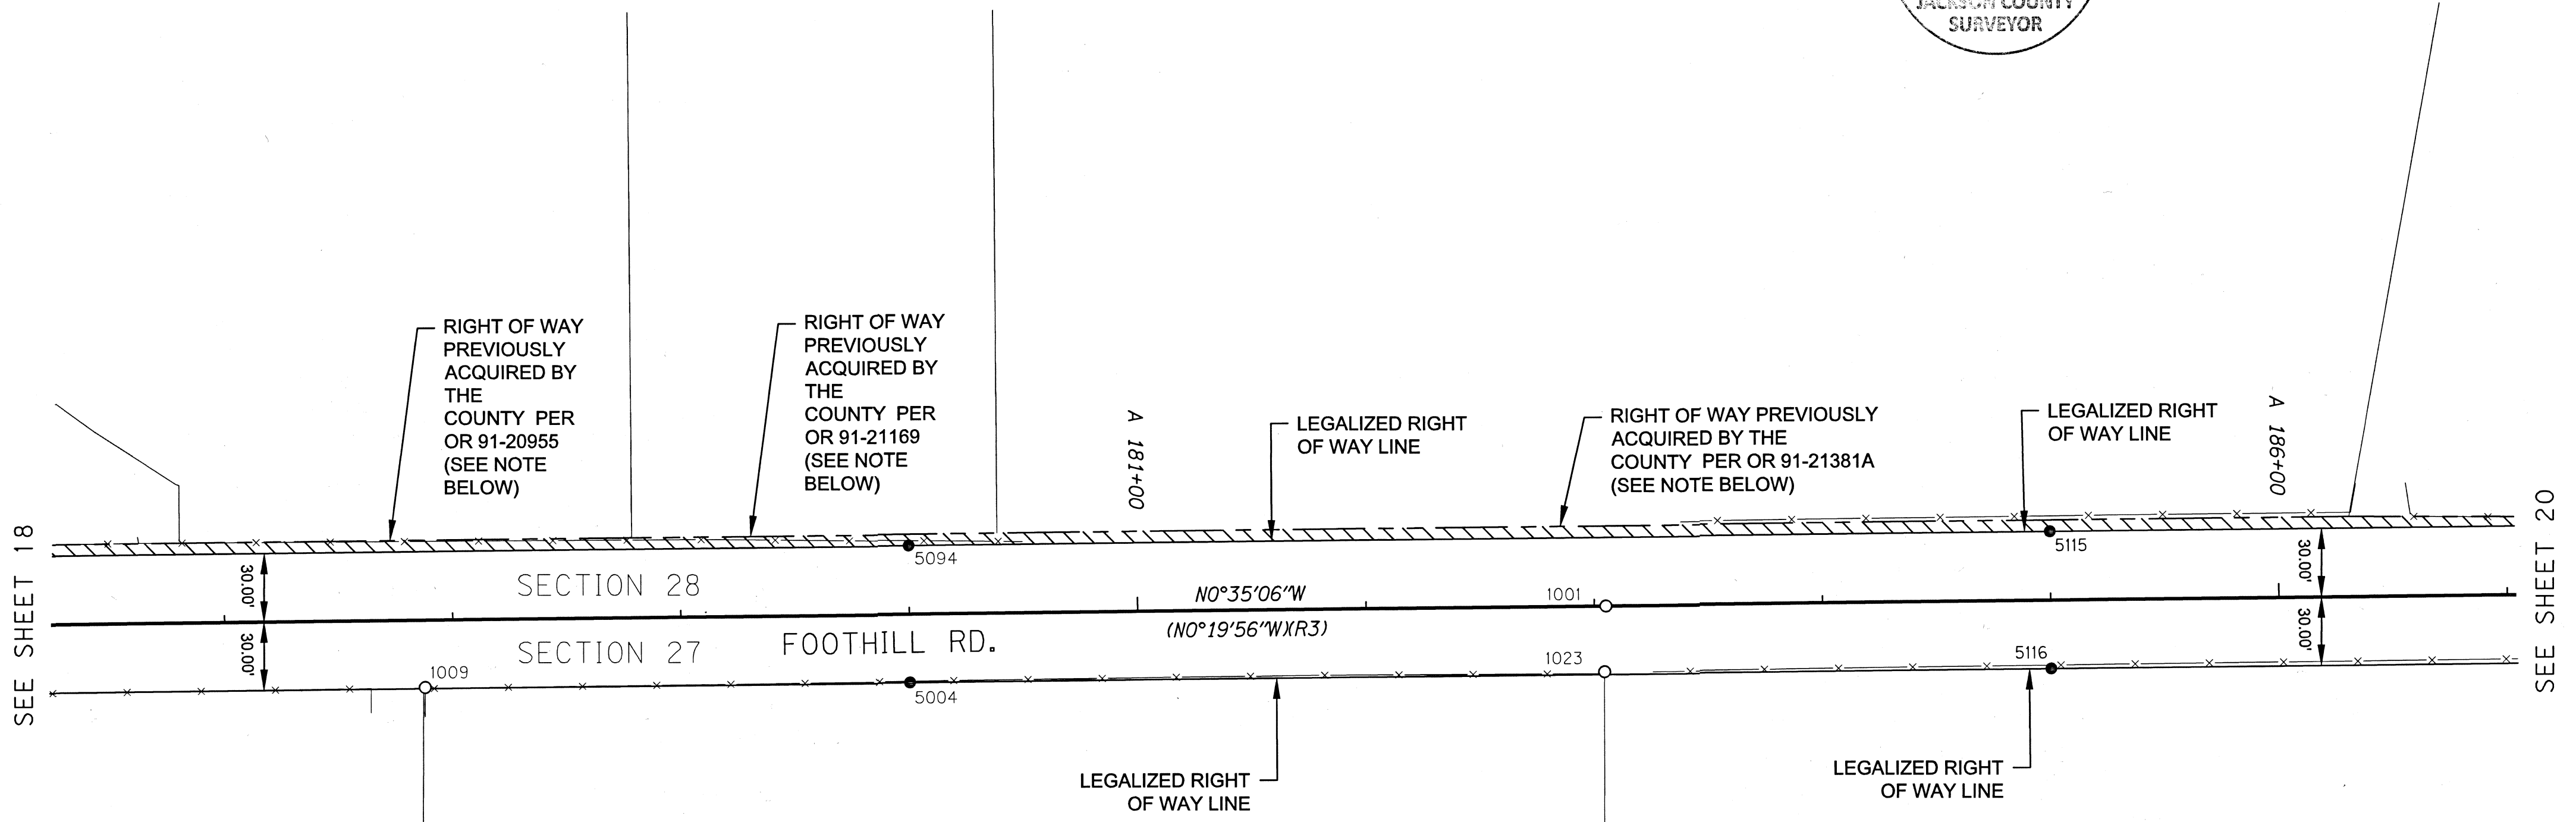 JACKSON COUNTY
SURVEYOR
RIGHT OF WAY
PREVIOUSLY
ACQUIRED BY
THE
COUNTY PER
OR 91-20955
(SEE NOTE
BELOW)
RIGHT OF WAY
PREVIOUSLY
ACQUIRED BY
THE
COUNTY PER
OR 91-21169
(SEE NOTE
BELOW)
A 181+00
LEGALIZED RIGHT
OF WAY LINE
RIGHT OF WAY PREVIOUSLY
ACQUIRED BY THE
COUNTY PER OR 91-21381A
(SEE NOTE BELOW)
LEGALIZED RIGHT
OF WAY LINE
A 186+00
SEE SHEET 18
SEE SHEET 20
5094
5115
30.00'
30.00'
SECTION 28
N0°35'06"W
1001
(N0°19'56"W)(R3)
FOOTHILL RD.
SECTION 27
30.00'
30.00'
1009
1023
5116
5004
LEGALIZED RIGHT
OF WAY LINE
LEGALIZED RIGHT
OF WAY LINE